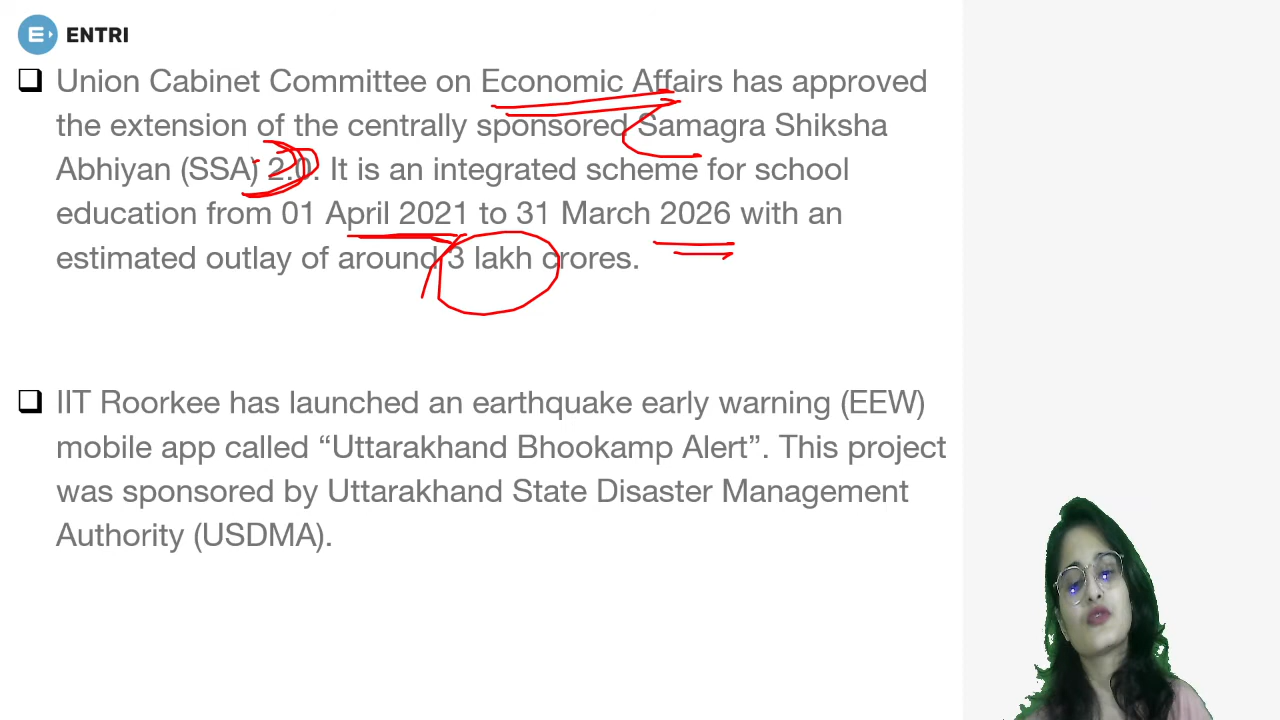 ENTRI
Union Cabinet Committee on Economic Affairs has approved
the extension of the centrally sponsored Samagra Shiksha
Abhiyan (SSA) 2.0. It is an integrated scheme for school
education from 01 April 2021 to 31 March 2026 with an
estimated outlay of around 3 lakh crores.
IIT Roorkee has launched an earthquake early warning (EEW)
mobile app called “Uttarakhand Bhookamp Alert”. This project
was sponsored by Uttarakhand State Disaster Management
Authority (USDMA).